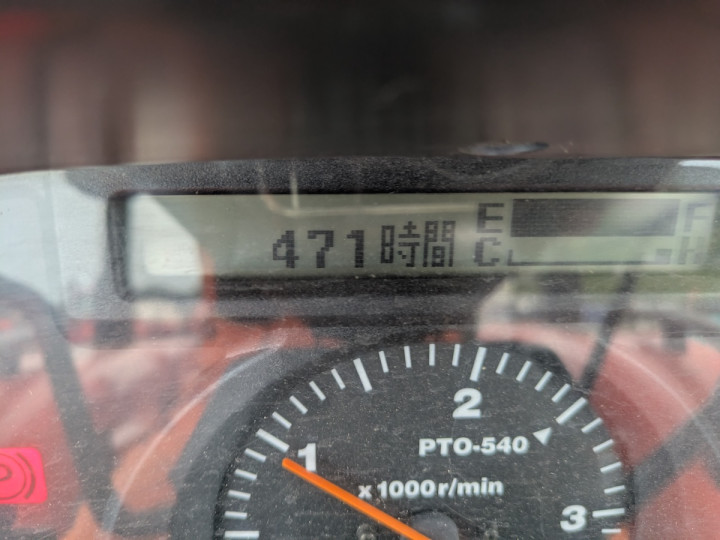 471時間 E F
C H
2
PTO-540
1
x1000r/min
3